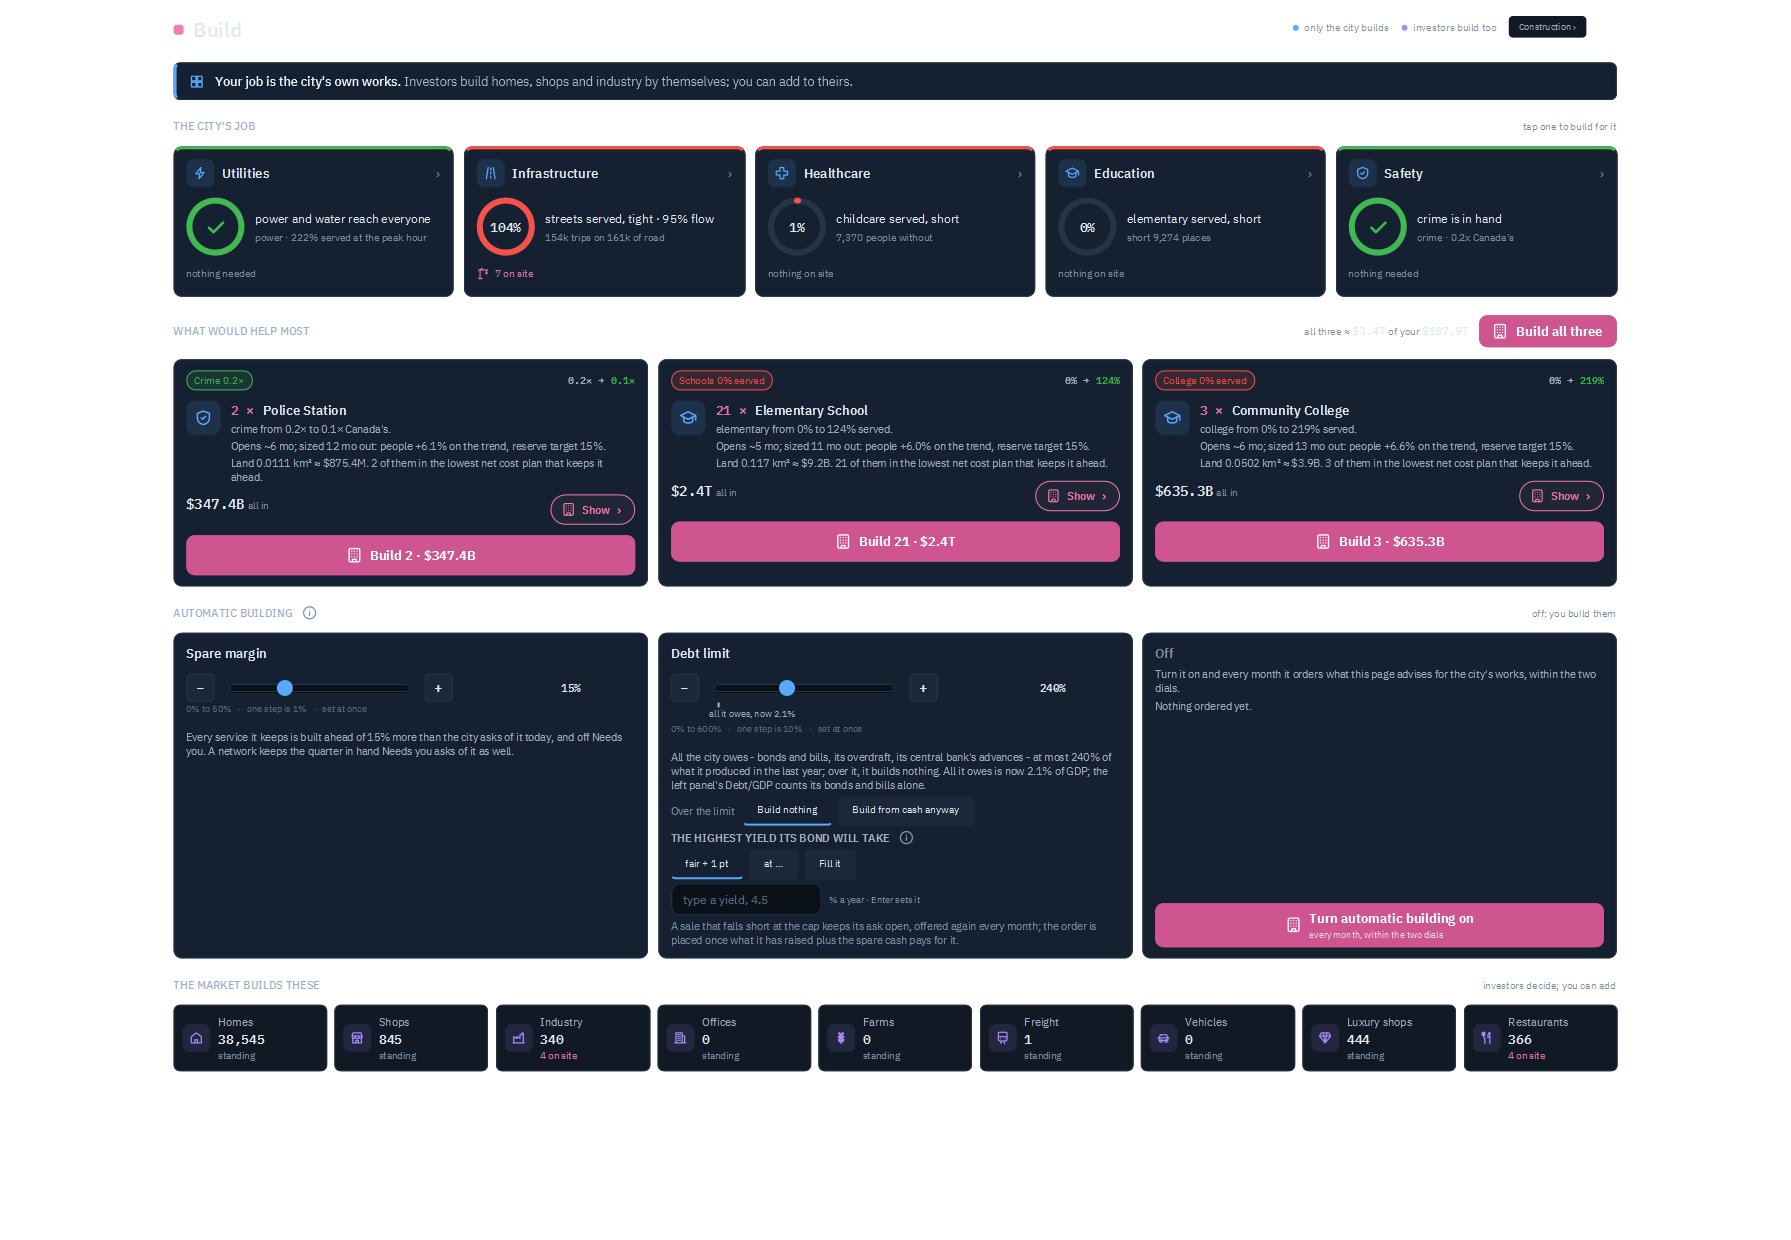 Build
only the city builds
investors build too
Construction ›
Your job is the city's own works. Investors build homes, shops and industry by themselves; you can add to theirs.
THE CITY'S JOB
tap one to build for it
Utilities ›
power and water reach everyone
power · 222% served at the peak hour
nothing needed
Infrastructure ›
104%
streets served, tight · 95% flow
154k trips on 161k of road
7 on site
Healthcare ›
1%
childcare served, short
7,370 people without
nothing on site
Education ›
0%
elementary served, short
short 9,274 places
nothing on site
Safety ›
crime is in hand
crime · 0.2x Canada's
nothing needed
WHAT WOULD HELP MOST
all three ≈ $3.4T of your $187.9T
Build all three
Crime 0.2×
0.2× → 0.1×
2 × Police Station
crime from 0.2× to 0.1× Canada's.
Opens ~6 mo; sized 12 mo out: people +6.1% on the trend, reserve target 15%.
Land 0.0111 km² ≈ $875.4M. 2 of them in the lowest net cost plan that keeps it
ahead.
$347.4B all in
Show ›
Build 2 · $347.4B
Schools 0% served
0% → 124%
21 × Elementary School
elementary from 0% to 124% served.
Opens ~5 mo; sized 11 mo out: people +6.0% on the trend, reserve target 15%.
Land 0.117 km² ≈ $9.2B. 21 of them in the lowest net cost plan that keeps it ahead.
$2.4T all in
Show ›
Build 21 · $2.4T
College 0% served
0% → 219%
3 × Community College
college from 0% to 219% served.
Opens ~6 mo; sized 13 mo out: people +6.6% on the trend, reserve target 15%.
Land 0.0502 km² ≈ $3.9B. 3 of them in the lowest net cost plan that keeps it ahead.
$635.3B all in
Show ›
Build 3 · $635.3B
AUTOMATIC BUILDING
off: you build them
Spare margin
− + 15%
0% to 50% · one step is 1% · set at once
Every service it keeps is built ahead of 15% more than the city asks of it today, and off Needs
you. A network keeps the quarter in hand Needs you asks of it as well.
Debt limit
− + 240%
all it owes, now 2.1%
0% to 600% · one step is 10% · set at once
All the city owes - bonds and bills, its overdraft, its central bank's advances - at most 240% of
what it produced in the last year; over it, it builds nothing. All it owes is now 2.1% of GDP; the
left panel's Debt/GDP counts its bonds and bills alone.
Over the limit
Build nothing
Build from cash anyway
THE HIGHEST YIELD ITS BOND WILL TAKE
fair + 1 pt
at ...
Fill it
type a yield, 4.5
% a year · Enter sets it
A sale that falls short at the cap keeps its ask open, offered again every month; the order is
placed once what it has raised plus the spare cash pays for it.
Off
Turn it on and every month it orders what this page advises for the city's works, within the two
dials.
Nothing ordered yet.
Turn automatic building on
every month, within the two dials
THE MARKET BUILDS THESE
investors decide; you can add
Homes
38,545
standing
Shops
845
standing
Industry
340
4 on site
Offices
0
standing
Farms
0
standing
Freight
1
standing
Vehicles
0
standing
Luxury shops
444
standing
Restaurants
366
4 on site